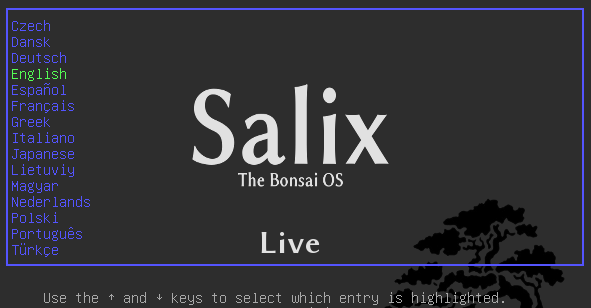 Czech
Dansk
Deutsch
English
Español
Français
Greek
Italiano
Japanese
Lietuviy
Magyar
Nederlands
Polski
Português
Türkçe
Salix
The Bonsai OS
Live
Use the ↑ and ↓ keys to select which entry is highlighted.